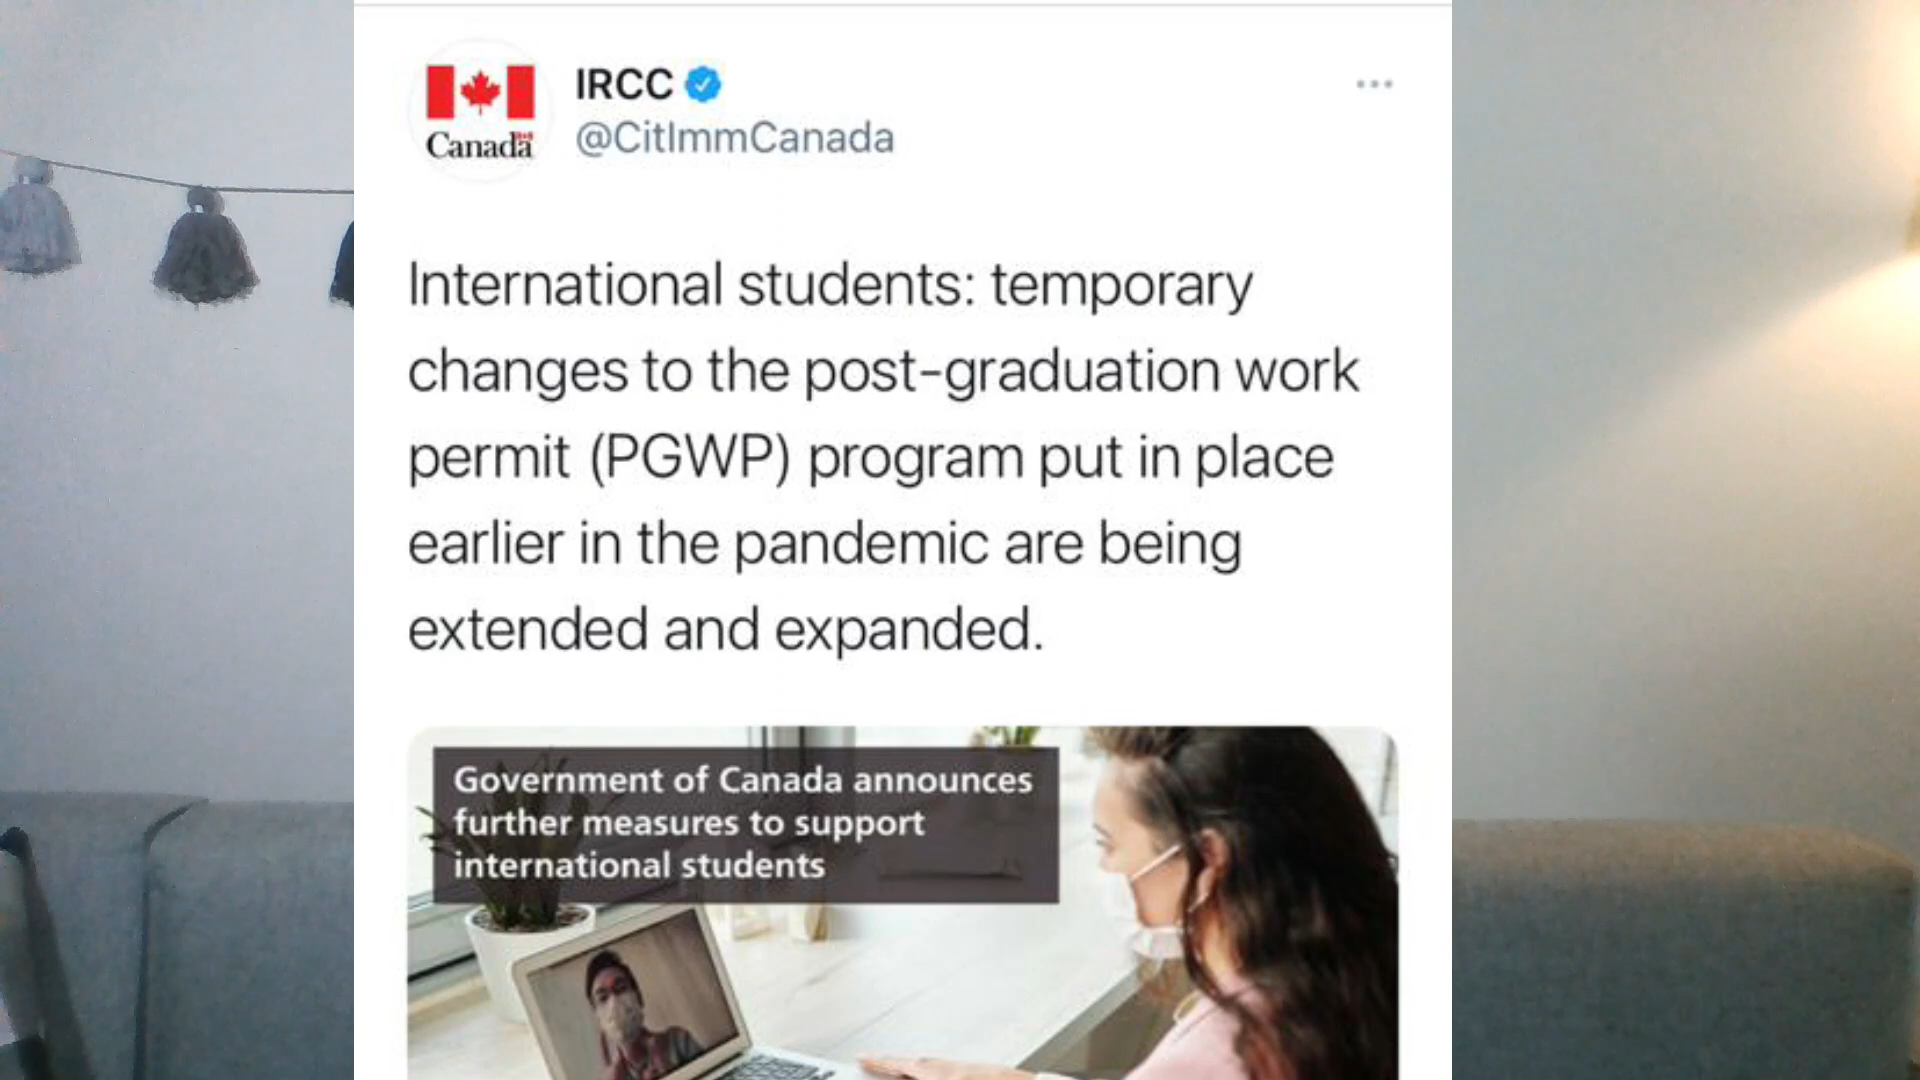 Canada
IRCC
@CitImmCanada
International students: temporary
changes to the post-graduation work
permit (PGWP) program put in place
earlier in the pandemic are being
extended and expanded.
Government of Canada announces
further measures to support
international students